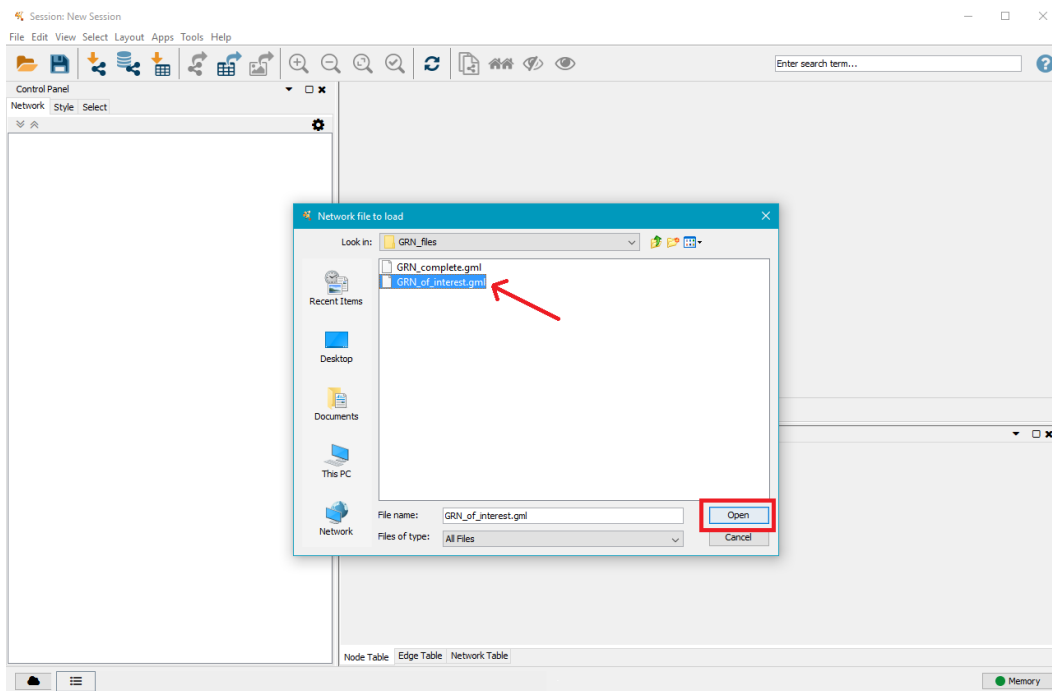 Session: New Session
File Edit View Select Layout Apps Tools Help
Enter search term...
?
Control Panel
Network Style Select
Network file to load
Look in: GRN_files
GRN_complete.gml
GRN_of_interest.gml
Recent Items
Desktop
Documents
This PC
Network
File name: GRN_of_interest.gml
Open
Files of type: All Files
Cancel
Node Table Edge Table Network Table
Memory